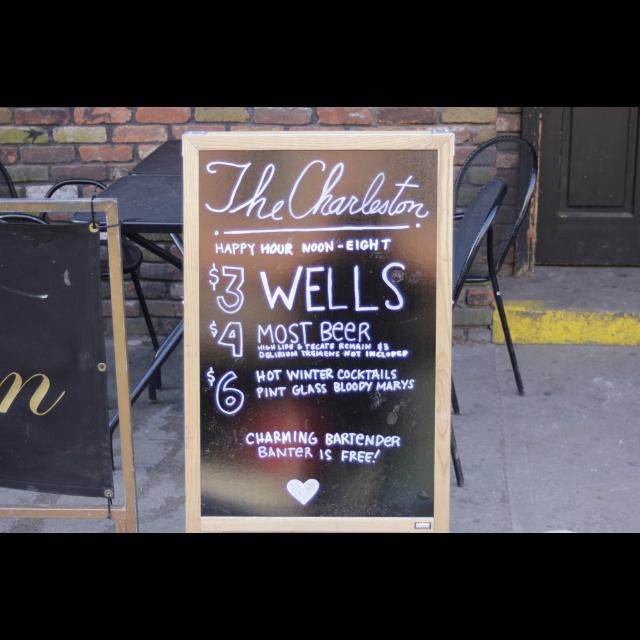 The Charleston
HAPPY HOUR NOON - EIGHT
$3 WELLS
$4 MOST BEER
HIGH LIFE & TECATE REMAIN $3
DELIRIUM TREMENS NOT INCLUDED
$6 HOT WINTER COCKTAILS
PINT GLASS BLOODY MARYS
CHARMING BARTENDER
BANTER IS FREE!
n